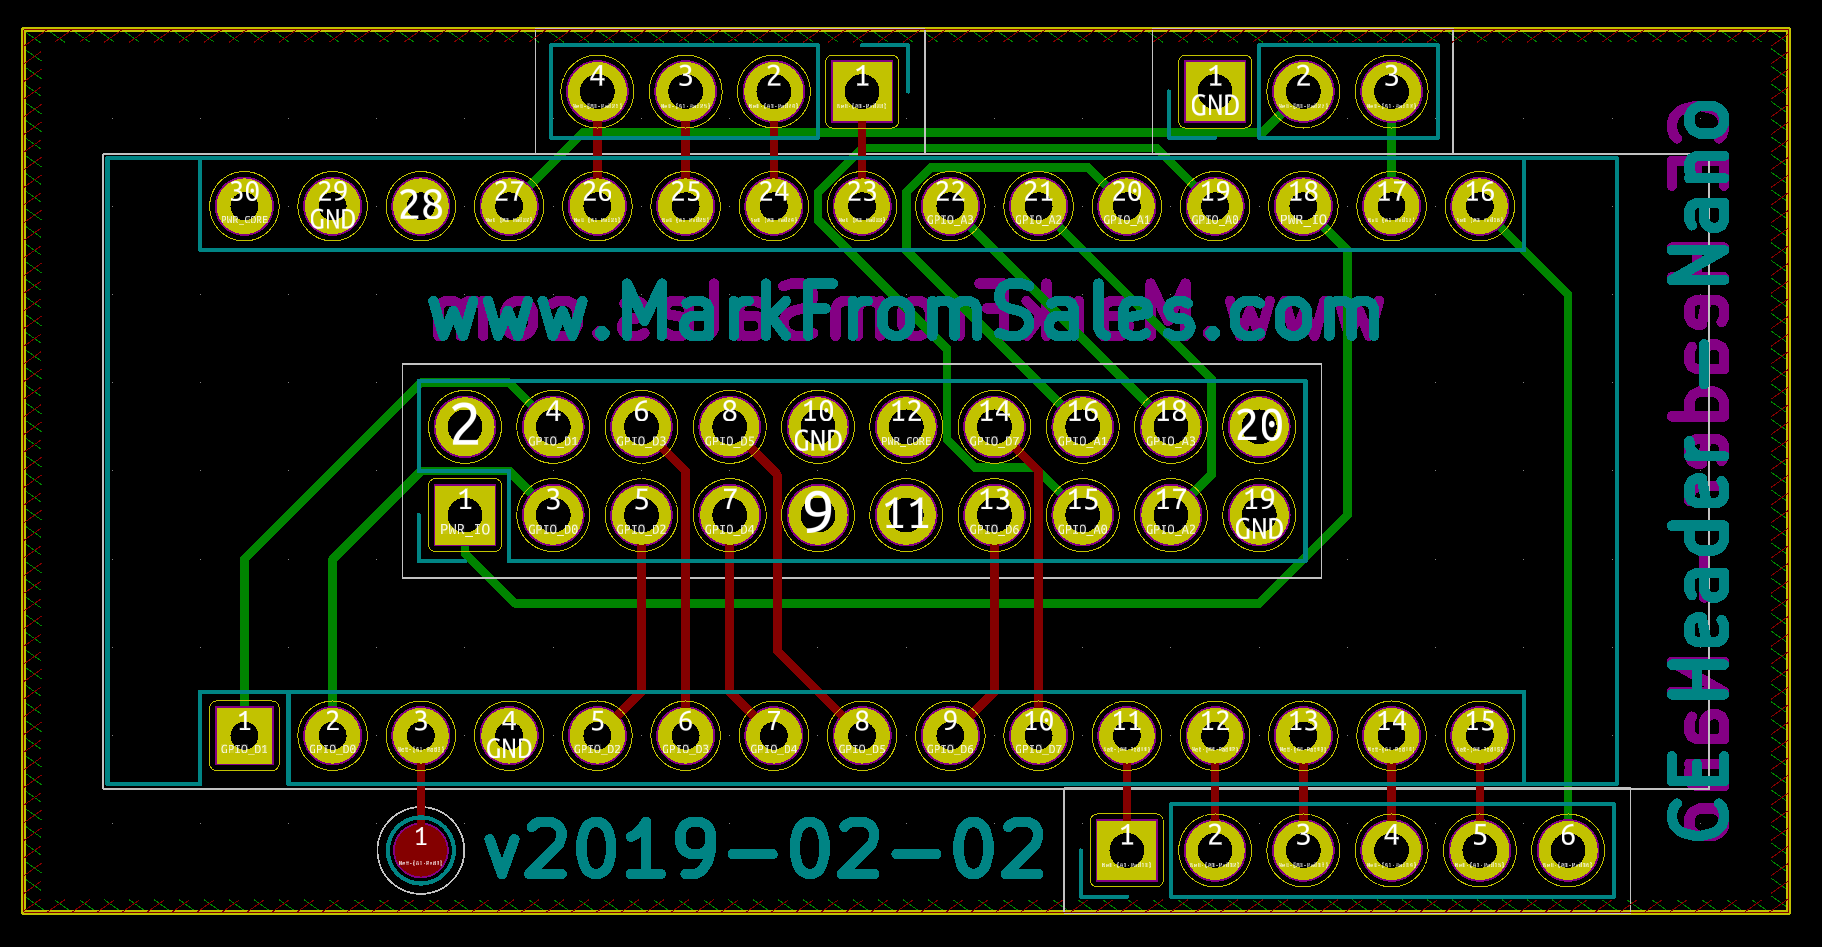 4 3 2 1
1 2 3
GND
30 29 28 27 26 25 24 23 22 21 20 19 18 17 16
PWR_CORE GND GPIO_A3 GPIO_A2 GPIO_A1 GPIO_A0 PWR_IO
www.MarkFromSales.com
2 4 6 8 10 12 14 16 18 20
GPIO_D1 GPIO_D3 GPIO_D5 GND PWR_CORE GPIO_D7 GPIO_A1 GPIO_A3
1 3 5 7 9 11 13 15 17 19
PWR_IO GPIO_D0 GPIO_D2 GPIO_D4 GPIO_D6 GPIO_A0 GPIO_A2 GND
1 2 3 4 5 6 7 8 9 10 11 12 13 14 15
GPIO_D1 GPIO_D0 GND GPIO_D2 GPIO_D3 GPIO_D4 GPIO_D5 GPIO_D6 GPIO_D7
1
v2019-02-02
1 2 3 4 5 6